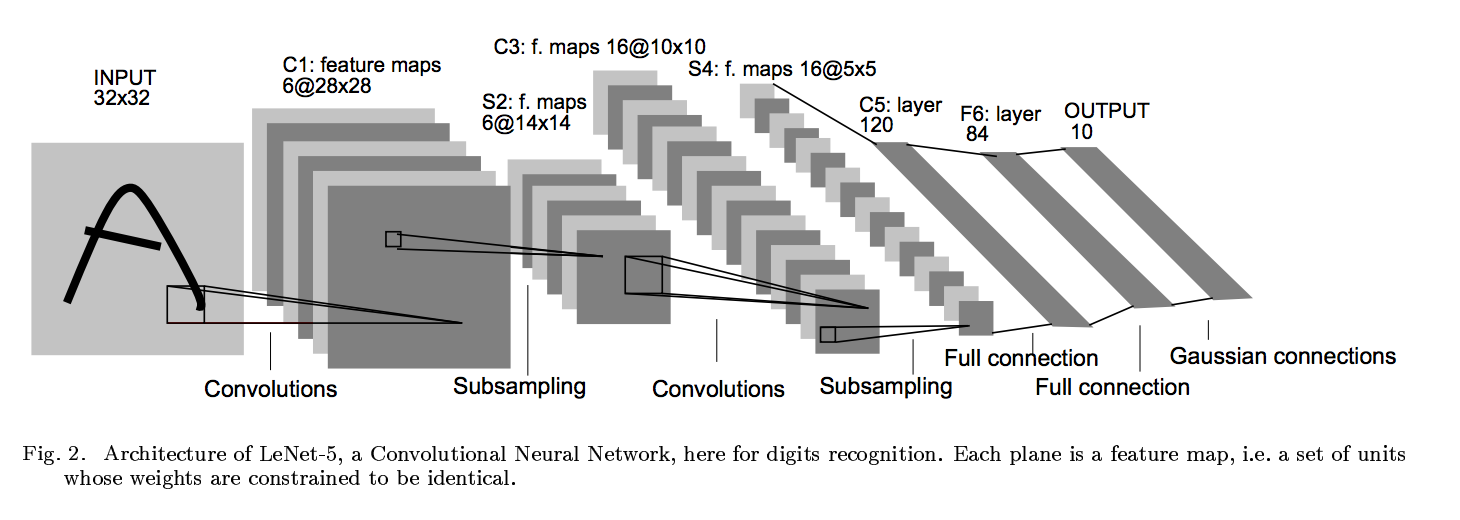 INPUT
32x32
C1: feature maps
6@28x28
S2: f. maps
6@14x14
C3: f. maps 16@10x10
S4: f. maps 16@5x5
C5: layer
120
F6: layer
84
OUTPUT
10
Convolutions
Subsampling
Convolutions
Subsampling
Full connection
Full connection
Gaussian connections
Fig. 2. Architecture of LeNet-5, a Convolutional Neural Network, here for digits recognition. Each plane is a feature map, i.e. a set of units
whose weights are constrained to be identical.